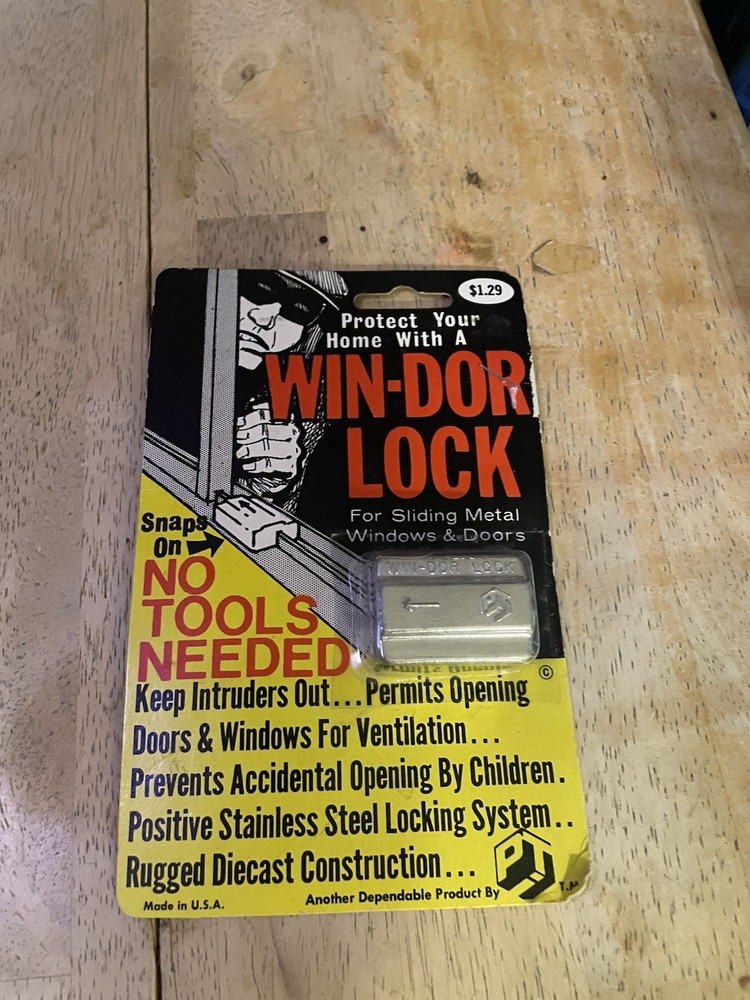 $1.29
Protect Your
Home With A
WIN-DOR
LOCK
For Sliding Metal
Windows & Doors
Snaps
On
NO
TOOLS
NEEDED
WIN-DOR LOCK
PJ
©
Keep Intruders Out...Permits Opening
Doors & Windows For Ventilation...
Prevents Accidental Opening By Children.
Positive Stainless Steel Locking System..
Rugged Diecast Construction...
Made in U.S.A.
Another Dependable Product By
PJ
T.M